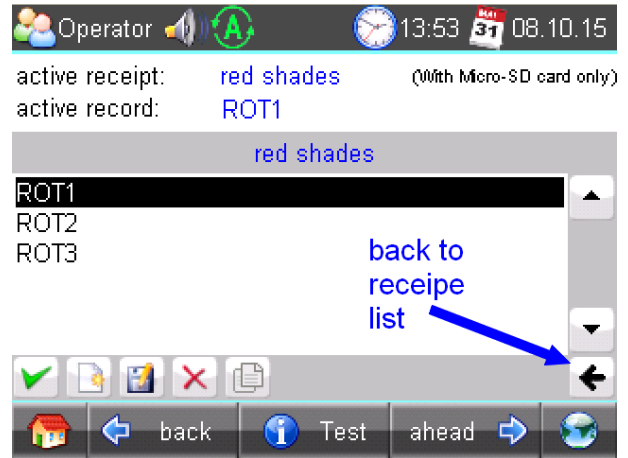 Operator A 13:53 MAI 31 08.10.15
active receipt: red shades (With Micro-SD card only)
active record: ROT1
red shades
ROT1
ROT2
ROT3
back to
receipe
list
back i Test ahead